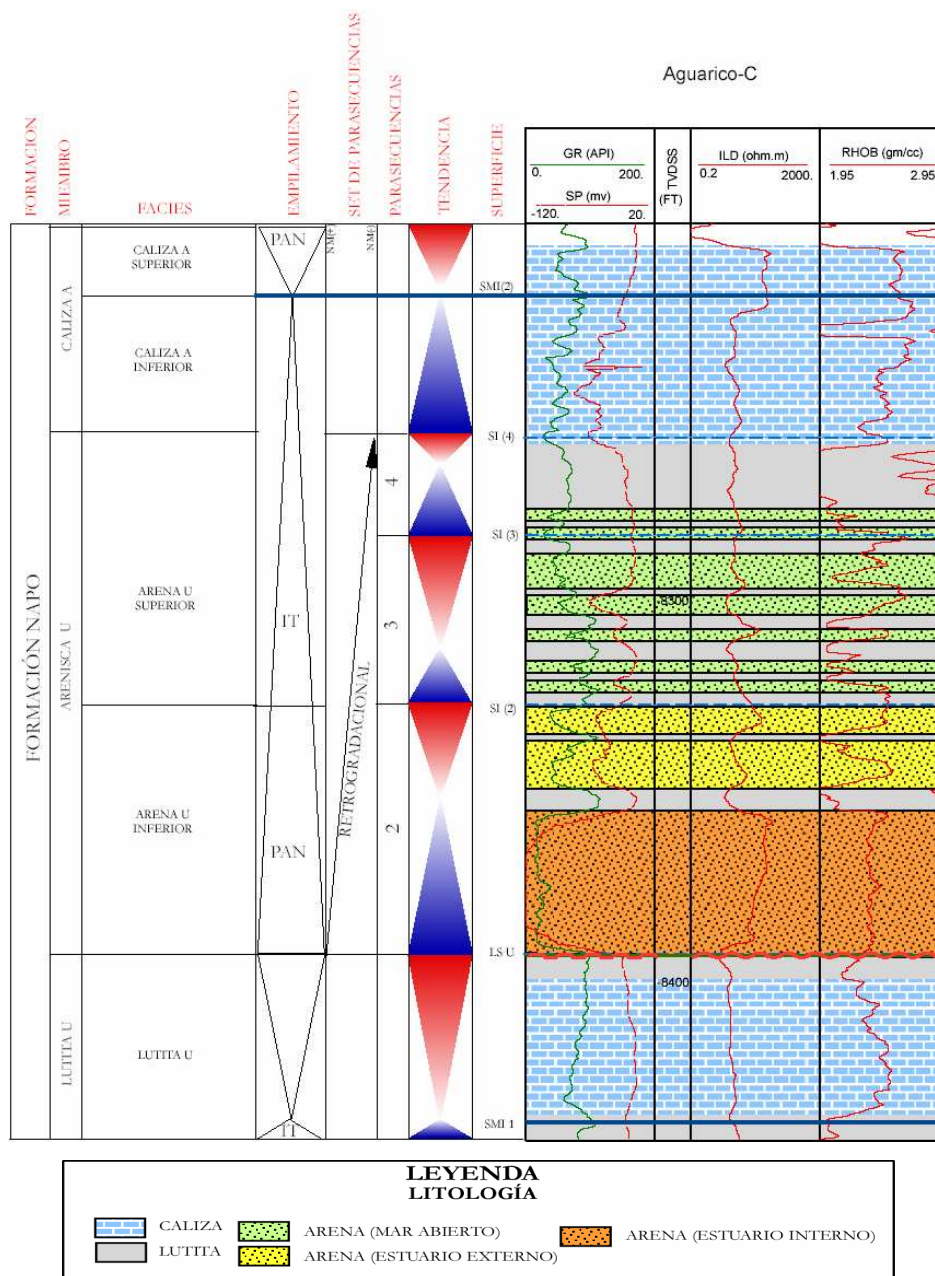 Aguarico-C
FORMACION
MIEMBRO
FACIES
EMPILAMIENTO
SET DE PARASECUENCIAS
PARASECUENCIAS
TENDENCIA
SUPERFICIE
GR (API)
0. 200.
SP (mv)
-120. 20.
TVDSS
(FT)
ILD (ohm.m)
0.2 2000.
RHOB (gm/cc)
1.95 2.95
FORMACIÓN NAPO
CALIZA A
CALIZA A
SUPERIOR
PAN
NM(+)
NM(-)
SMI(2)
CALIZA A
INFERIOR
SI (4)
ARENISCA U
4
SI (3)
ARENA U
SUPERIOR
IT
3
-8300
RETROGRADACIONAL
SI (2)
ARENA U
INFERIOR
PAN
2
LS U
-8400
LUTITA U
LUTITA U
IT
SMI 1
LEYENDA
LITOLOGÍA
CALIZA
LUTITA
ARENA (MAR ABIERTO)
ARENA (ESTUARIO EXTERNO)
ARENA (ESTUARIO INTERNO)